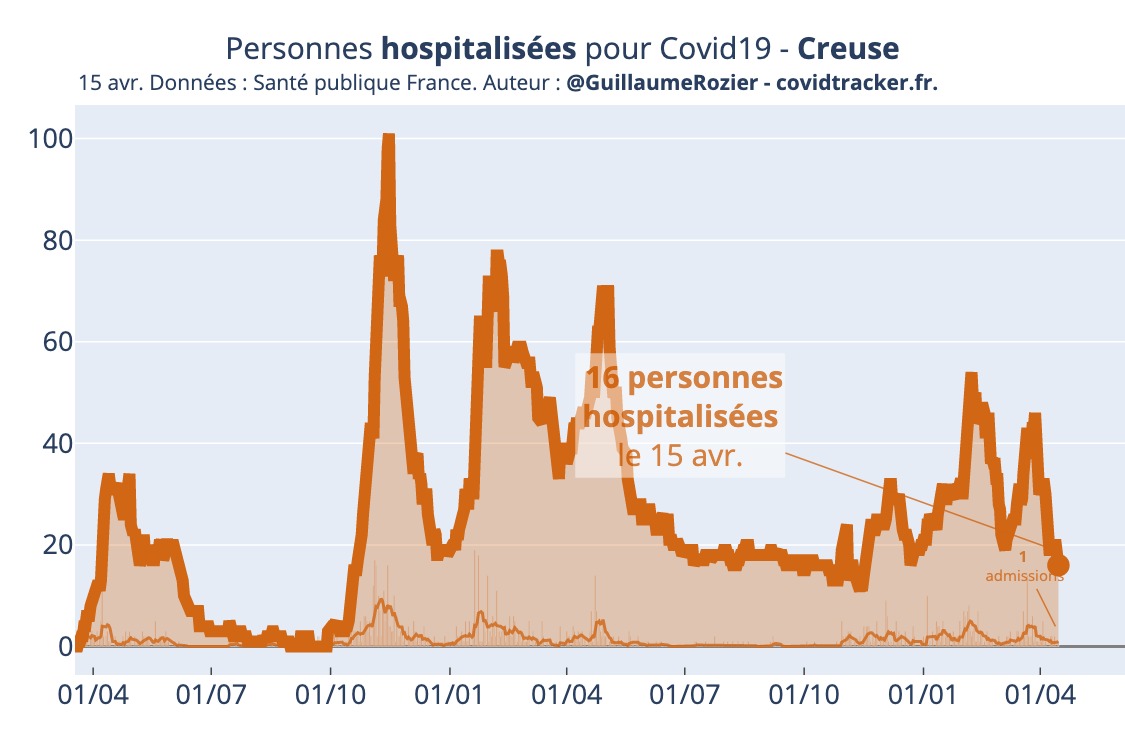 Personnes hospitalisées pour Covid19 - Creuse
15 avr. Données : Santé publique France. Auteur : @GuillaumeRozier - covidtracker.fr.
100
80
60
40
20
0
16 personnes
hospitalisées
le 15 avr.
1
admissions
01/04 01/07 01/10 01/01 01/04 01/07 01/10 01/01 01/04